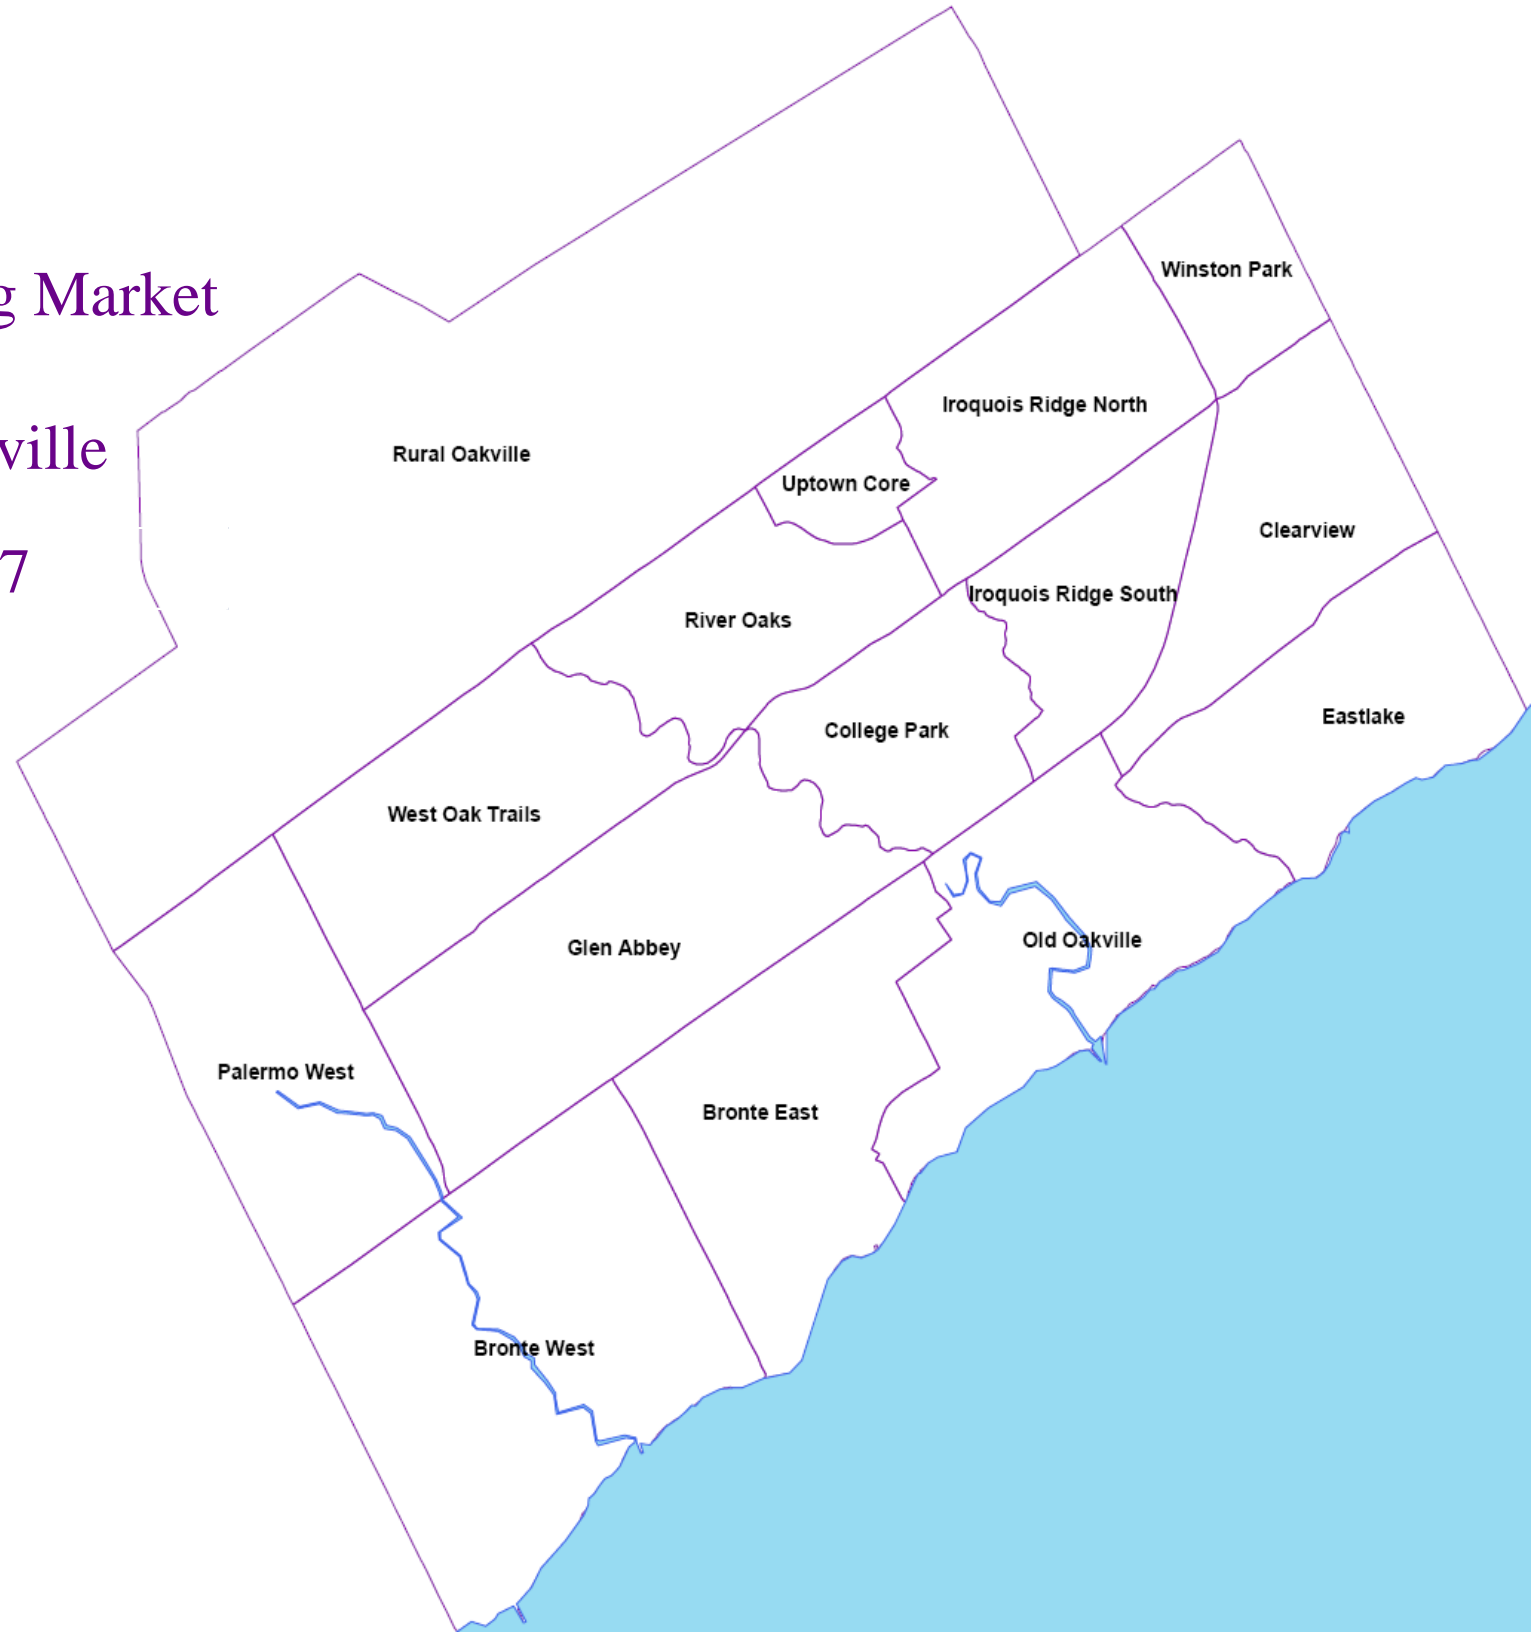 Winston Park
g Market
Iroquois Ridge North
ville
Rural Oakville
Uptown Core
Clearview
7
Iroquois Ridge South
River Oaks
Eastlake
College Park
West Oak Trails
Old Oakville
Glen Abbey
Palermo West
Bronte East
Bronte West